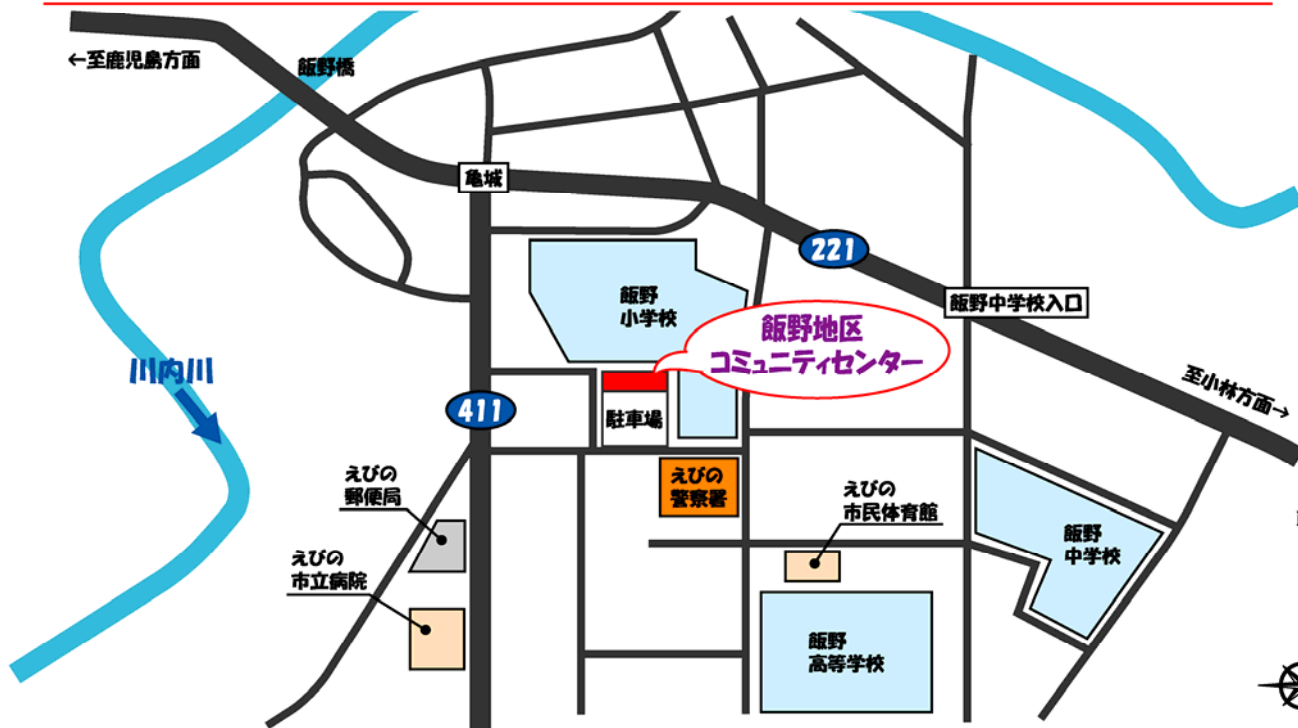 ←至鹿児島方面
飯野橋
亀城
221
飯野
小学校
飯野中学校入口
飯野地区
コミュニティセンター
川内川
至小林方面→
411
駐車場
えびの
郵便局
えびの
警察署
えびの
市民体育館
飯野
中学校
えびの
市立病院
飯野
高等学校